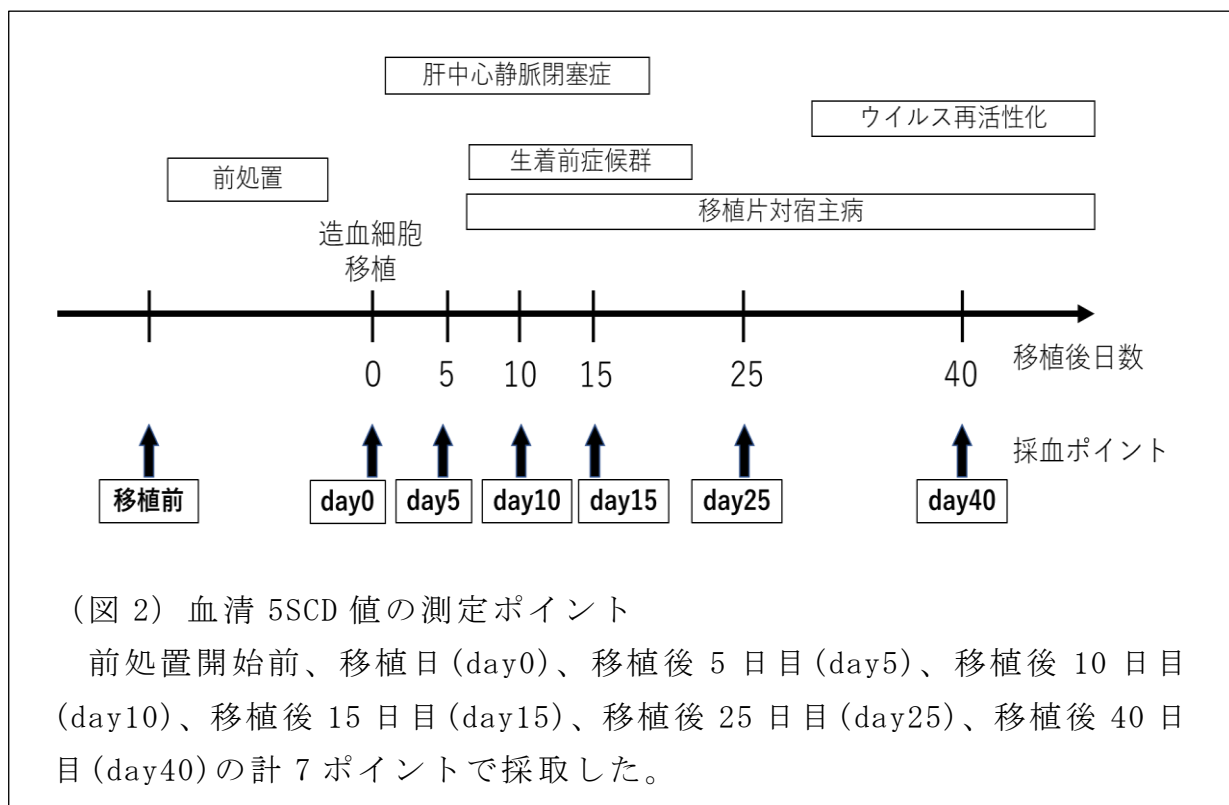 肝中心静脈閉塞症
ウイルス再活性化
生着前症候群
前処置
移植片対宿主病
造血細胞
移植
0 5 10 15 25 40 移植後日数
採血ポイント
移植前 day0 day5 day10 day15 day25 day40
(図 2) 血清 5SCD 値の測定ポイント
前処置開始前、移植日(day0)、移植後 5 日目(day5)、移植後 10 日目
(day10)、移植後 15 日目(day15)、移植後 25 日目(day25)、移植後 40 日
目(day40)の計 7 ポイントで採取した。